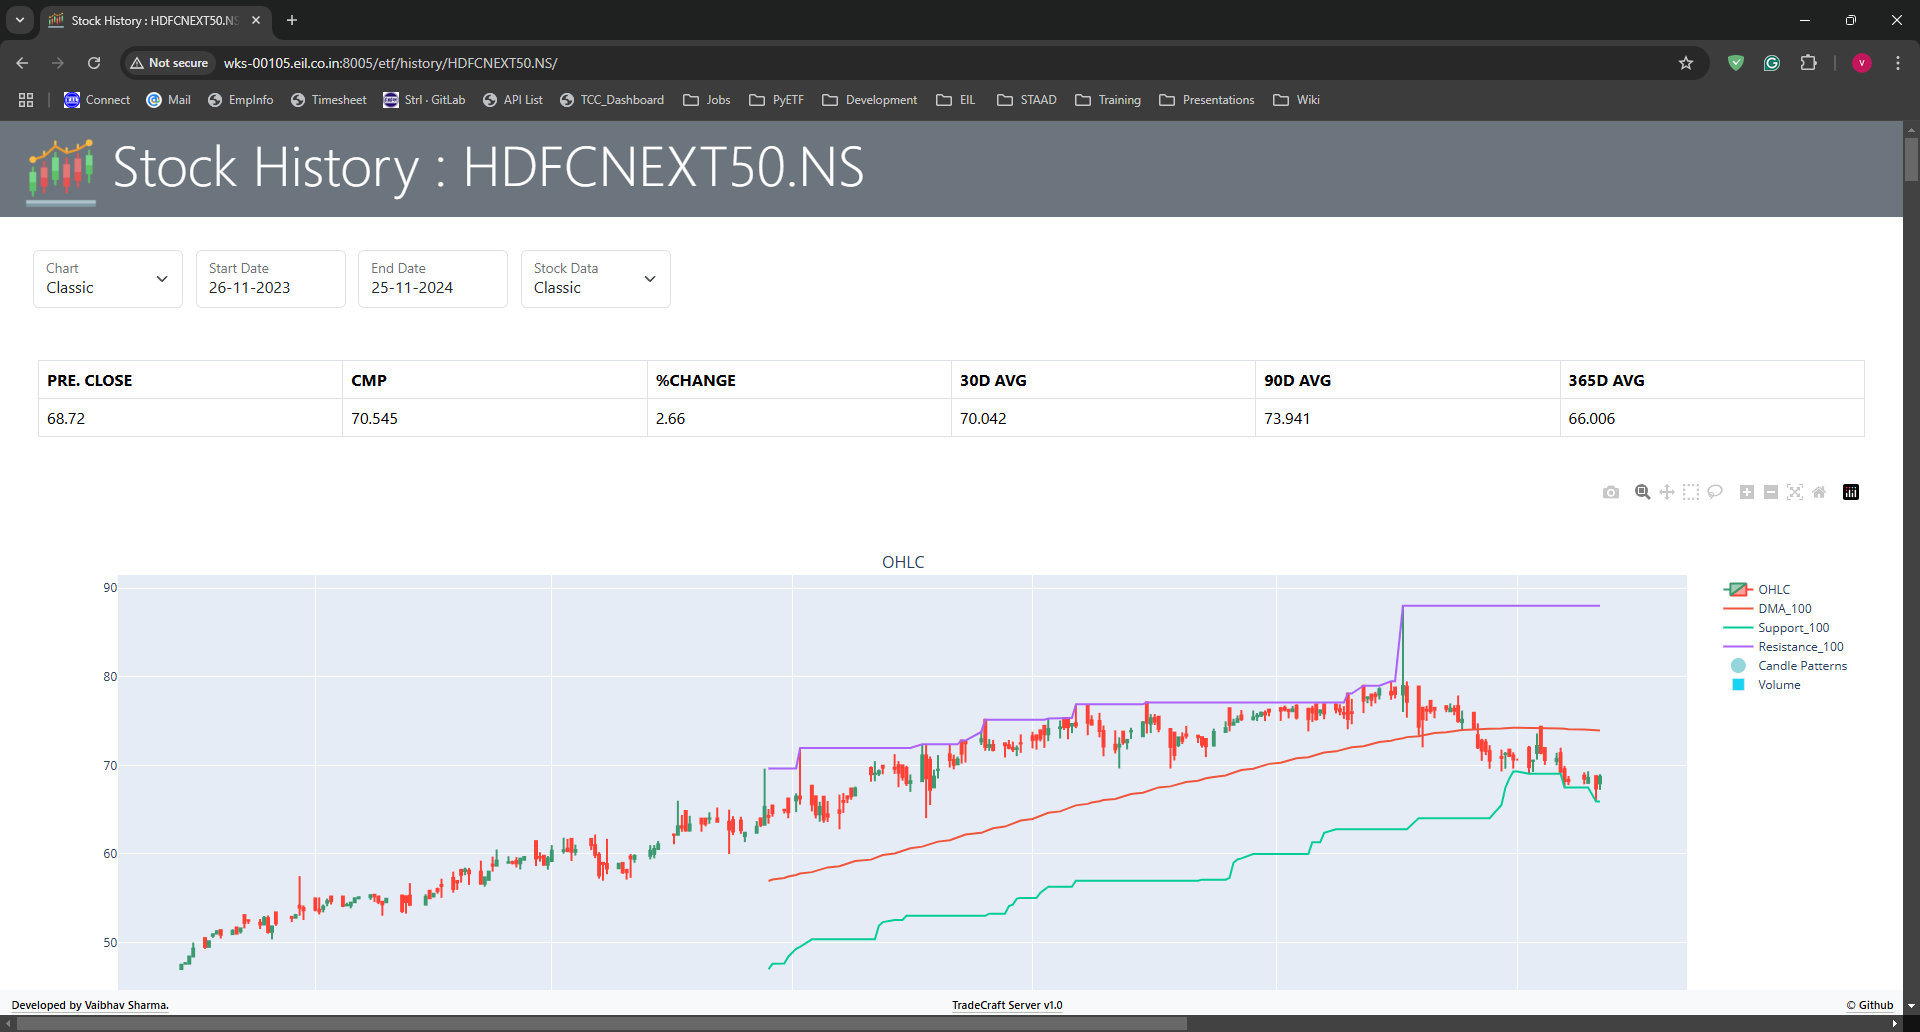 Stock History : HDFCNEXT50.NS
Not secure
wks-00105.eil.co.in:8005/etf/history/HDFCNEXT50.NS/
V
Connect
Mail
EmpInfo
Timesheet
Strl · GitLab
API List
TCC_Dashboard
Jobs
PyETF
Development
EIL
STAAD
Training
Presentations
Wiki
Stock History : HDFCNEXT50.NS
Chart
Classic
Start Date
26-11-2023
End Date
25-11-2024
Stock Data
Classic
PRE. CLOSE CMP %CHANGE 30D AVG 90D AVG 365D AVG
68.72 70.545 2.66 70.042 73.941 66.006
OHLC
90
80
70
60
50
OHLC
DMA_100
Support_100
Resistance_100
Candle Patterns
Volume
Developed by Vaibhav Sharma.
TradeCraft Server v1.0
© Github